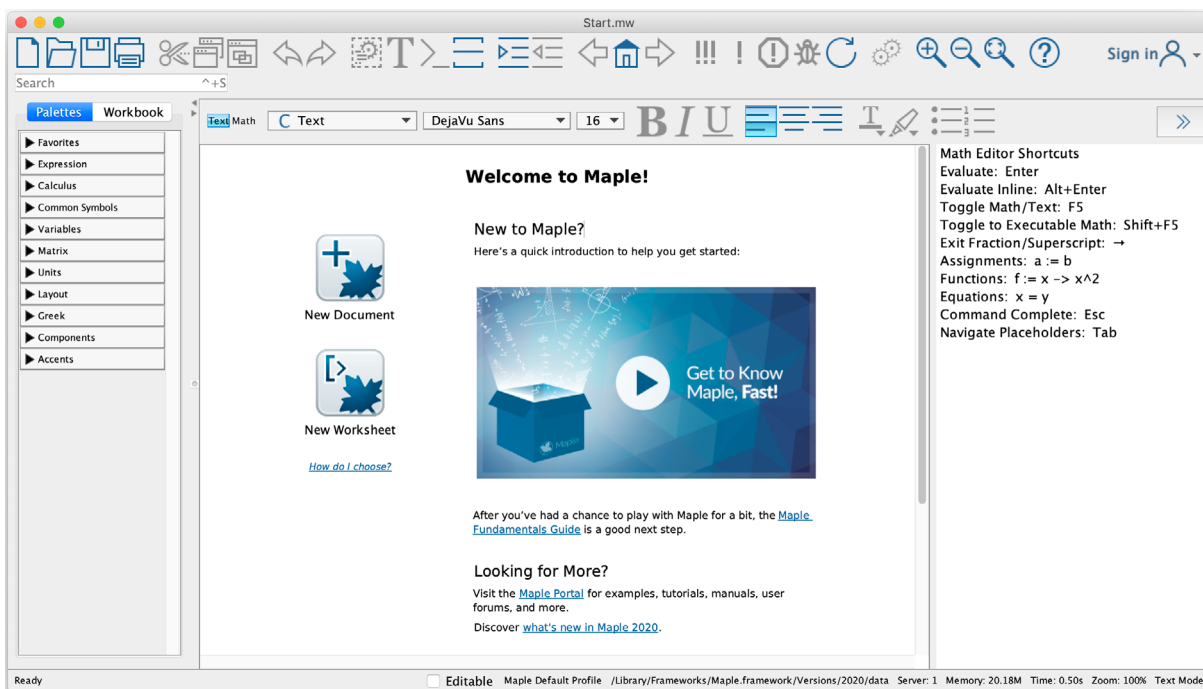 Start.mw
Sign in
Search
^+S
Palettes Workbook
Text Math C Text DejaVu Sans 16 B I U T
Favorites
Expression
Calculus
Common Symbols
Variables
Matrix
Units
Layout
Greek
Components
Accents
Welcome to Maple!
New Document
New Worksheet
How do I choose?
New to Maple?
Here's a quick introduction to help you get started:
Get to Know
Maple, Fast!
Maple
After you've had a chance to play with Maple for a bit, the Maple
Fundamentals Guide is a good next step.
Looking for More?
Visit the Maple Portal for examples, tutorials, manuals, user
forums, and more.
Discover what's new in Maple 2020.
Math Editor Shortcuts
Evaluate: Enter
Evaluate Inline: Alt+Enter
Toggle Math/Text: F5
Toggle to Executable Math: Shift+F5
Exit Fraction/Superscript: →
Assignments: a := b
Functions: f := x -> x^2
Equations: x = y
Command Complete: Esc
Navigate Placeholders: Tab
Ready
Editable Maple Default Profile /Library/Frameworks/Maple.framework/Versions/2020/data Server: 1 Memory: 20.18M Time: 0.50s Zoom: 100% Text Mode